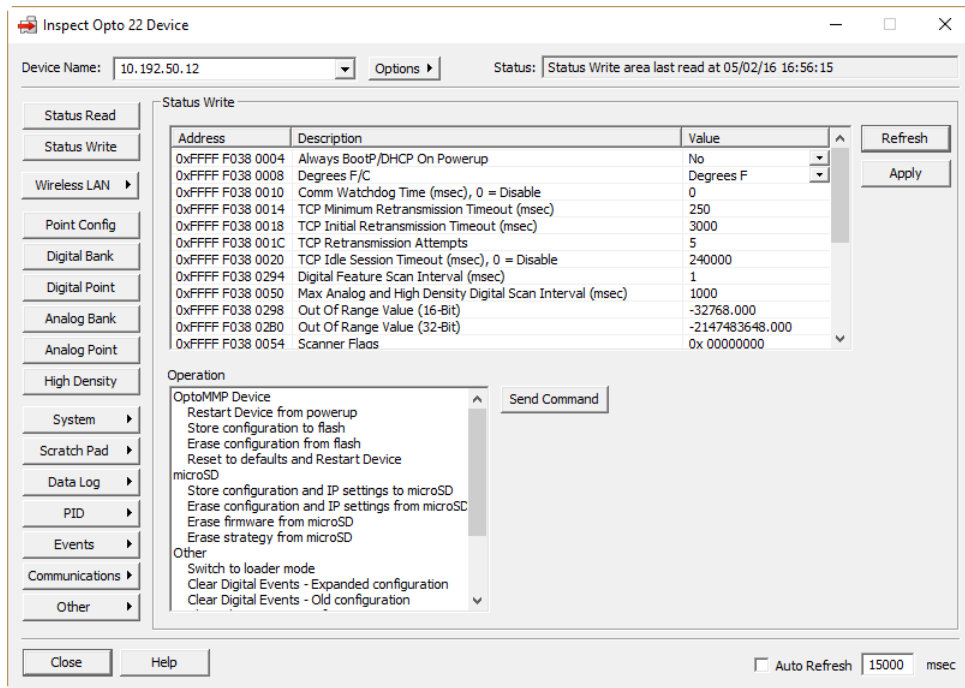 Inspect Opto 22 Device
Device Name: 10.192.50.12 Options Status: Status Write area last read at 05/02/16 16:56:15
Status Read
Status Write
Wireless LAN
Point Config
Digital Bank
Digital Point
Analog Bank
Analog Point
High Density
System
Scratch Pad
Data Log
PID
Events
Communications
Other
Status Write
Address Description Value
0xFFFF F038 0004 Always BootP/DHCP On Powerup No
0xFFFF F038 0008 Degrees F/C Degrees F
0xFFFF F038 0010 Comm Watchdog Time (msec), 0 = Disable 0
0xFFFF F038 0014 TCP Minimum Retransmission Timeout (msec) 250
0xFFFF F038 0018 TCP Initial Retransmission Timeout (msec) 3000
0xFFFF F038 001C TCP Retransmission Attempts 5
0xFFFF F038 0020 TCP Idle Session Timeout (msec), 0 = Disable 240000
0xFFFF F038 0294 Digital Feature Scan Interval (msec) 1
0xFFFF F038 0050 Max Analog and High Density Digital Scan Interval (msec) 1000
0xFFFF F038 0298 Out Of Range Value (16-Bit) -32768.000
0xFFFF F038 02B0 Out Of Range Value (32-Bit) -2147483648.000
0xFFFF F038 0054 Scanner Flags 0x 00000000
Refresh
Apply
Operation
OptoMMP Device
Restart Device from powerup
Store configuration to flash
Erase configuration from flash
Reset to defaults and Restart Device
microSD
Store configuration and IP settings to microSD
Erase configuration and IP settings from microSD
Erase firmware from microSD
Erase strategy from microSD
Other
Switch to loader mode
Clear Digital Events - Expanded configuration
Clear Digital Events - Old configuration
Send Command
Close Help Auto Refresh 15000 msec